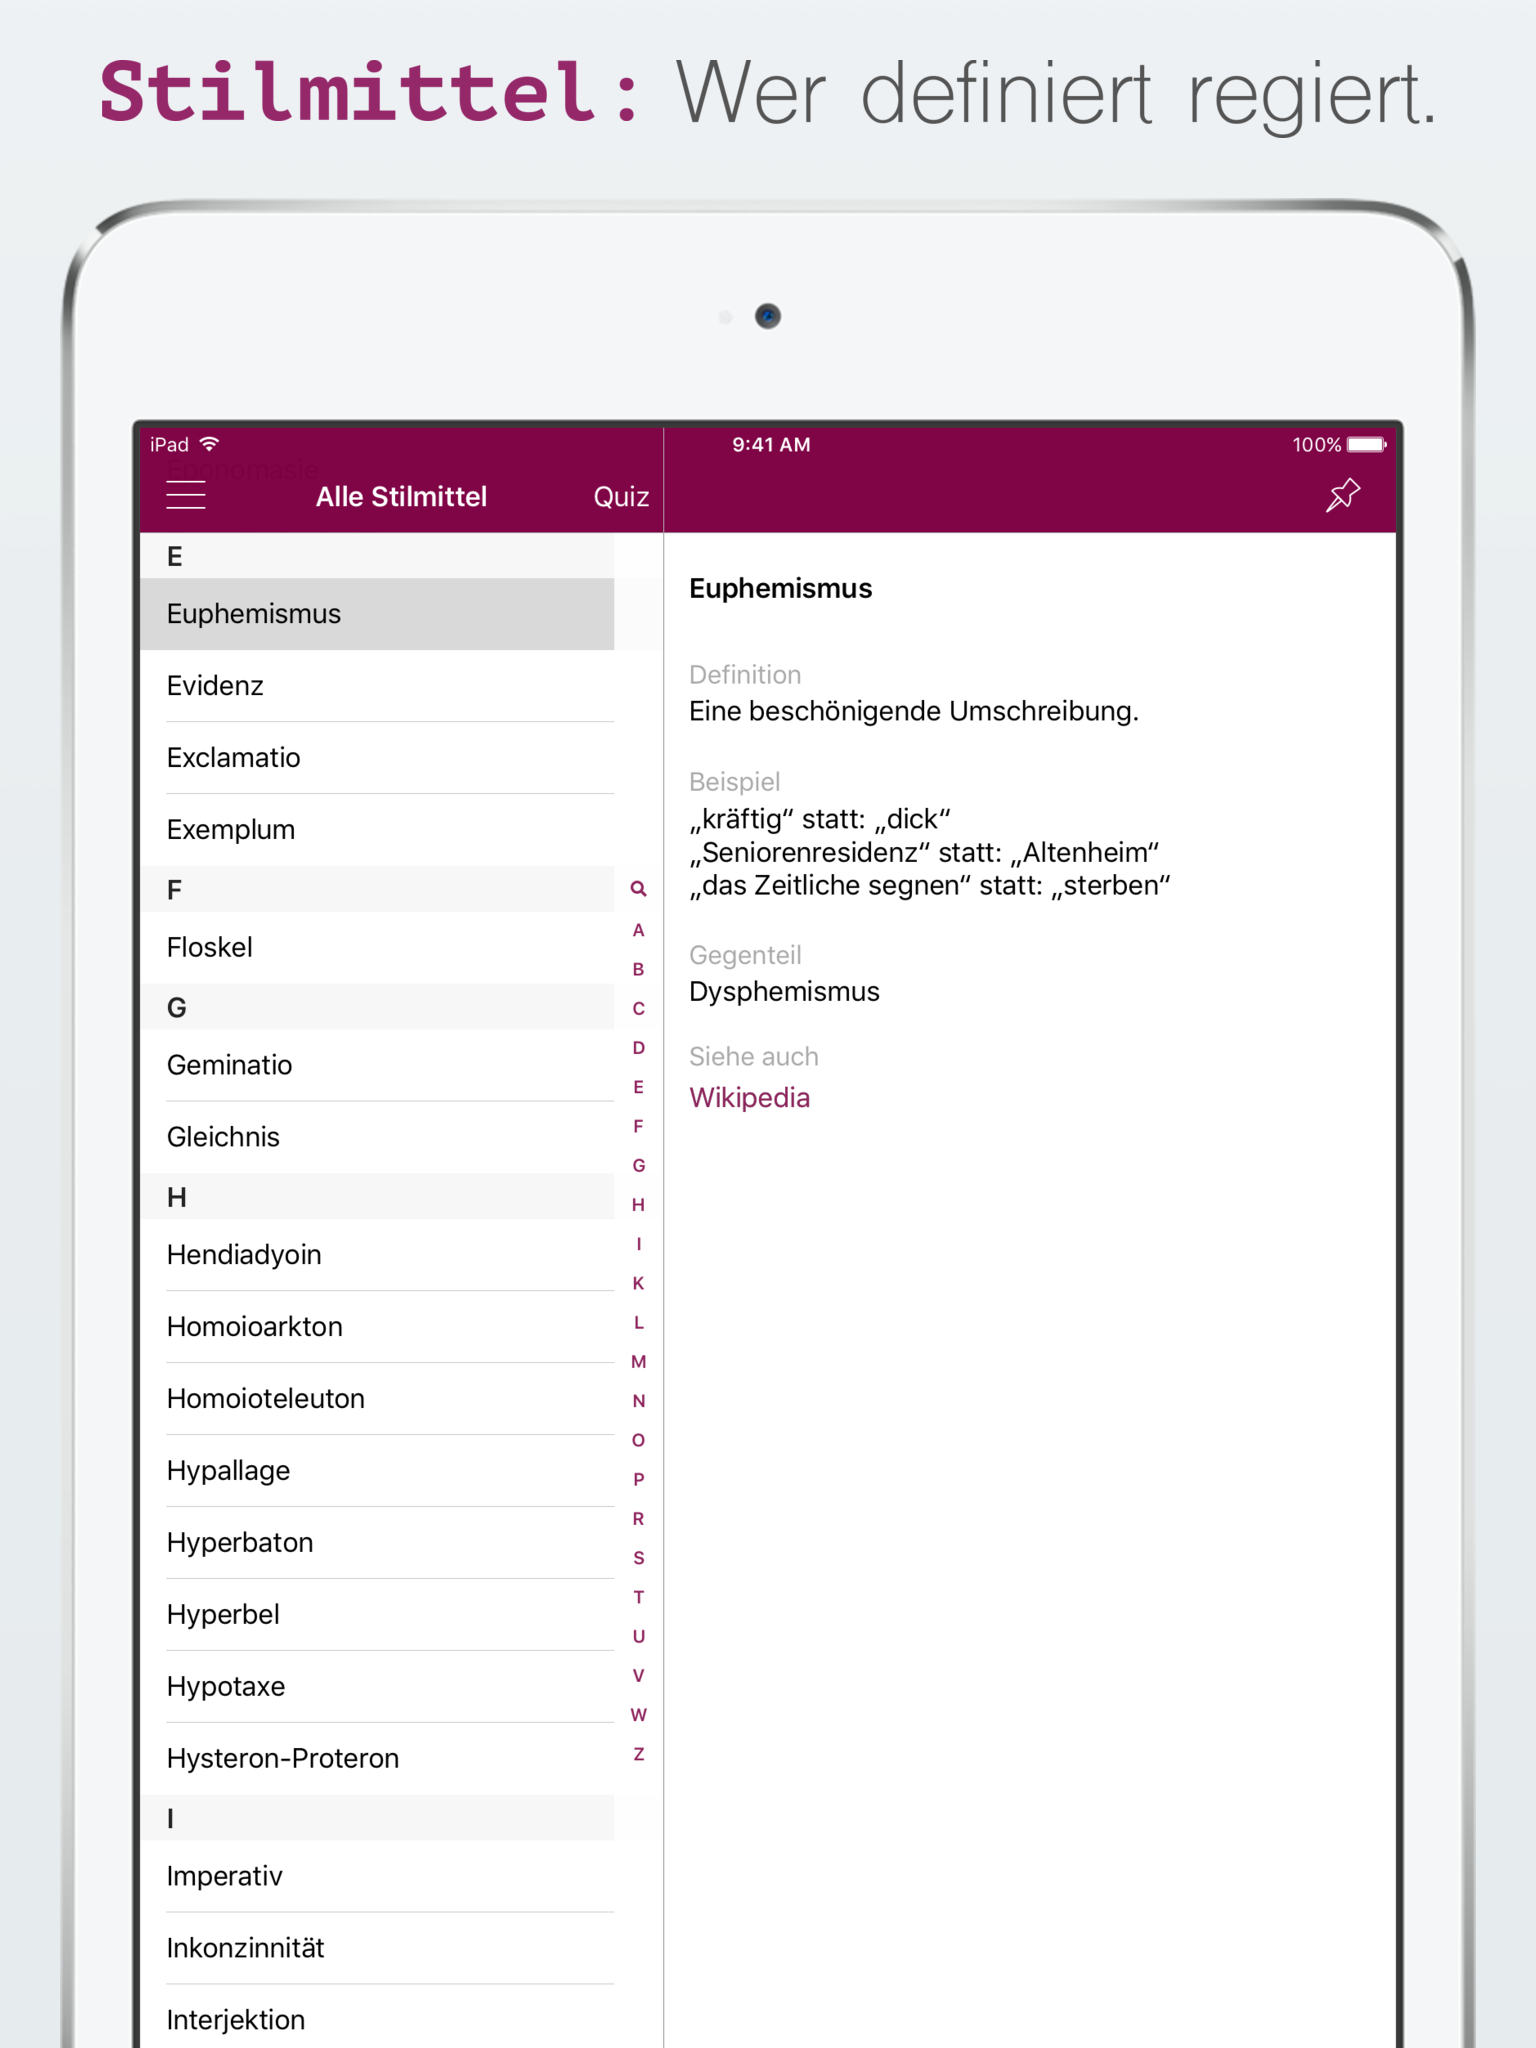 Stilmittel: Wer definiert regiert.
iPad
9:41 AM
100%
Eponomasie
Alle Stilmittel
Quiz
E
Euphemismus
Evidenz
Exclamatio
Exemplum
F
Floskel
G
Geminatio
Gleichnis
H
Hendiadyoin
Homoioarkton
Homoioteleuton
Hypallage
Hyperbaton
Hyperbel
Hypotaxe
Hysteron-Proteron
I
Imperativ
Inkonzinnität
Interjektion
A
B
C
D
E
F
G
H
I
K
L
M
N
O
P
R
S
T
U
V
W
Z
Euphemismus
Definition
Eine beschönigende Umschreibung.
Beispiel
„kräftig“ statt: „dick“
„Seniorenresidenz“ statt: „Altenheim“
„das Zeitliche segnen“ statt: „sterben“
Gegenteil
Dysphemismus
Siehe auch
Wikipedia